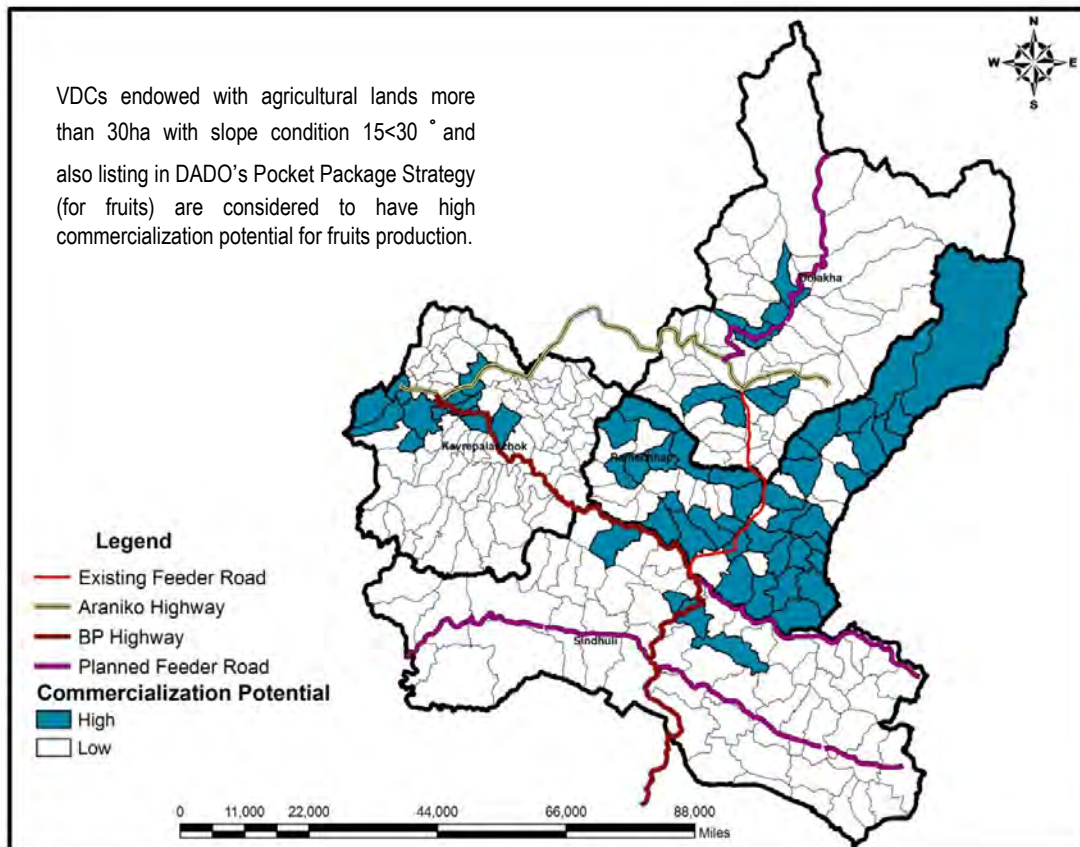 N
W E
S
VDCs endowed with agricultural lands more
than 30ha with slope condition 15<30 ° and
also listing in DADO's Pocket Package Strategy
(for fruits) are considered to have high
commercialization potential for fruits production.
Dolakha
Kavrepalanchok
Ramechhap
Sindhuli
Legend
Existing Feeder Road
Araniko Highway
BP Highway
Planned Feeder Road
Commercialization Potential
High
Low
0 11,000 22,000 44,000 66,000 88,000
Miles